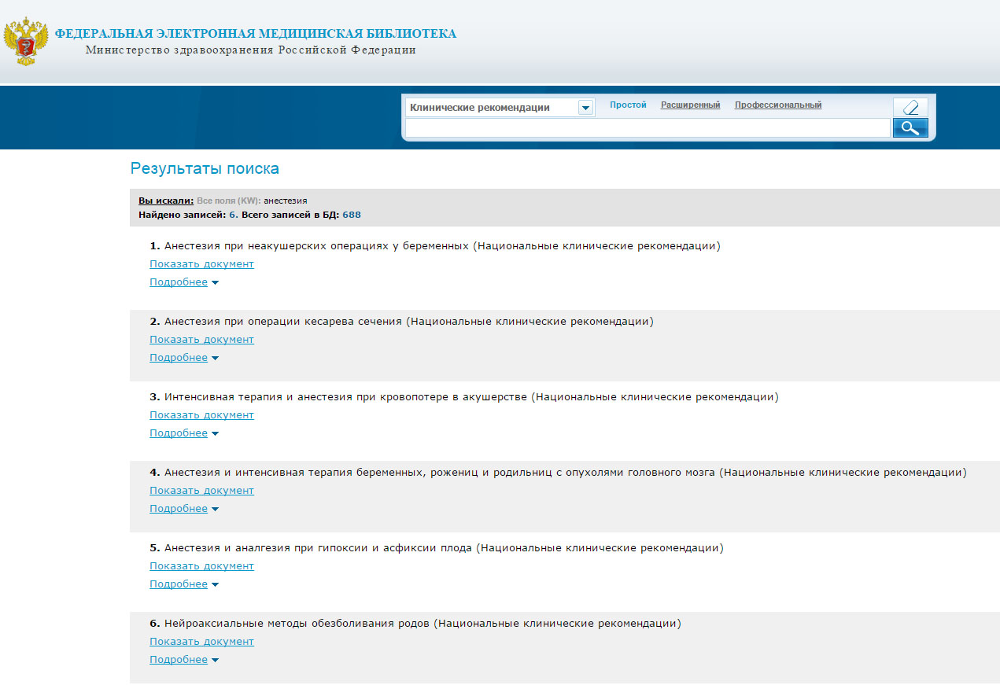 ФЕДЕРАЛЬНАЯ ЭЛЕКТРОННАЯ МЕДИЦИНСКАЯ БИБЛИОТЕКА
Министерство здравоохранения Российской Федерации
Клинические рекомендации Простой Расширенный Профессиональный
Результаты поиска
Вы искали: Все поля (KW): анестезия
Найдено записей: 6. Всего записей в БД: 688
1. Анестезия при неакушерских операциях у беременных (Национальные клинические рекомендации)
Показать документ
Подробнее
2. Анестезия при операции кесарева сечения (Национальные клинические рекомендации)
Показать документ
Подробнее
3. Интенсивная терапия и анестезия при кровопотере в акушерстве (Национальные клинические рекомендации)
Показать документ
Подробнее
4. Анестезия и интенсивная терапия беременных, рожениц и родильниц с опухолями головного мозга (Национальные клинические рекомендации)
Показать документ
Подробнее
5. Анестезия и аналгезия при гипоксии и асфиксии плода (Национальные клинические рекомендации)
Показать документ
Подробнее
6. Нейроаксиальные методы обезболивания родов (Национальные клинические рекомендации)
Показать документ
Подробнее